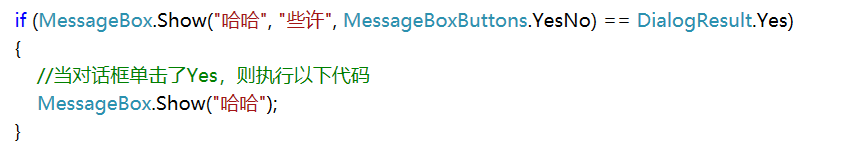 if (MessageBox.Show("哈哈", "些许", MessageBoxButtons.YesNo) == DialogResult.Yes)
{
//当对话框单击了Yes，则执行以下代码
MessageBox.Show("哈哈");
}